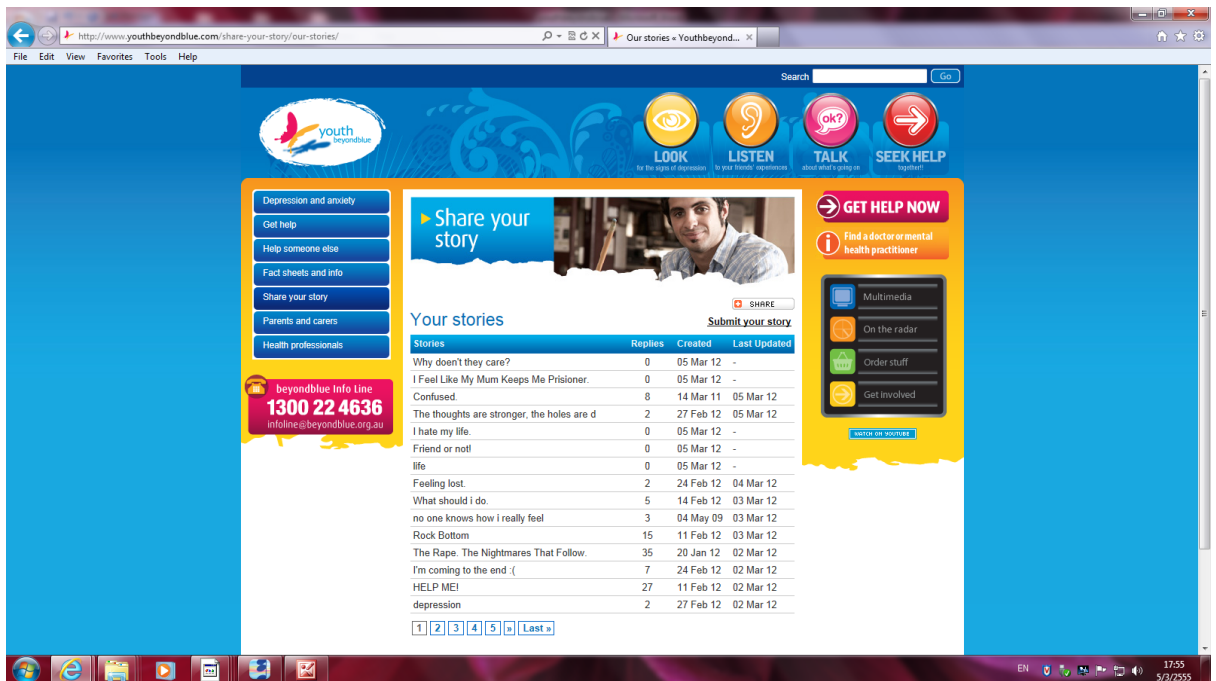 http://www.youthbeyondblue.com/share-your-story/our-stories/
Our stories « Youthbeyond...
File Edit View Favorites Tools Help
Search
Go
youth
beyondblue
LOOK
for the signs of depression
LISTEN
to your friends' experiences
ok?
TALK
about what's going on
SEEK HELP
together!!
Depression and anxiety
Get help
Help someone else
Fact sheets and info
Share your story
Parents and carers
Health professionals
beyondblue Info Line
1300 22 4636
infoline@beyondblue.org.au
Share your
story
SHARE
Your stories
Submit your story
Stories Replies Created Last Updated
Why doen't they care? 0 05 Mar 12 -
I Feel Like My Mum Keeps Me Prisioner. 0 05 Mar 12 -
Confused. 8 14 Mar 11 05 Mar 12
The thoughts are stronger, the holes are d 2 27 Feb 12 05 Mar 12
I hate my life. 0 05 Mar 12 -
Friend or not! 0 05 Mar 12 -
life 0 05 Mar 12 -
Feeling lost. 2 24 Feb 12 04 Mar 12
What should i do. 5 14 Feb 12 03 Mar 12
no one knows how i really feel 3 04 May 09 03 Mar 12
Rock Bottom 15 11 Feb 12 03 Mar 12
The Rape. The Nightmares That Follow. 35 20 Jan 12 02 Mar 12
I'm coming to the end :( 7 24 Feb 12 02 Mar 12
HELP ME! 27 11 Feb 12 02 Mar 12
depression 2 27 Feb 12 02 Mar 12
1 2 3 4 5 » Last »
GET HELP NOW
Find a doctor or mental
health practitioner
Multimedia
On the radar
Order stuff
Get involved
WATCH ON YOUTUBE
EN
17:55
5/3/2555